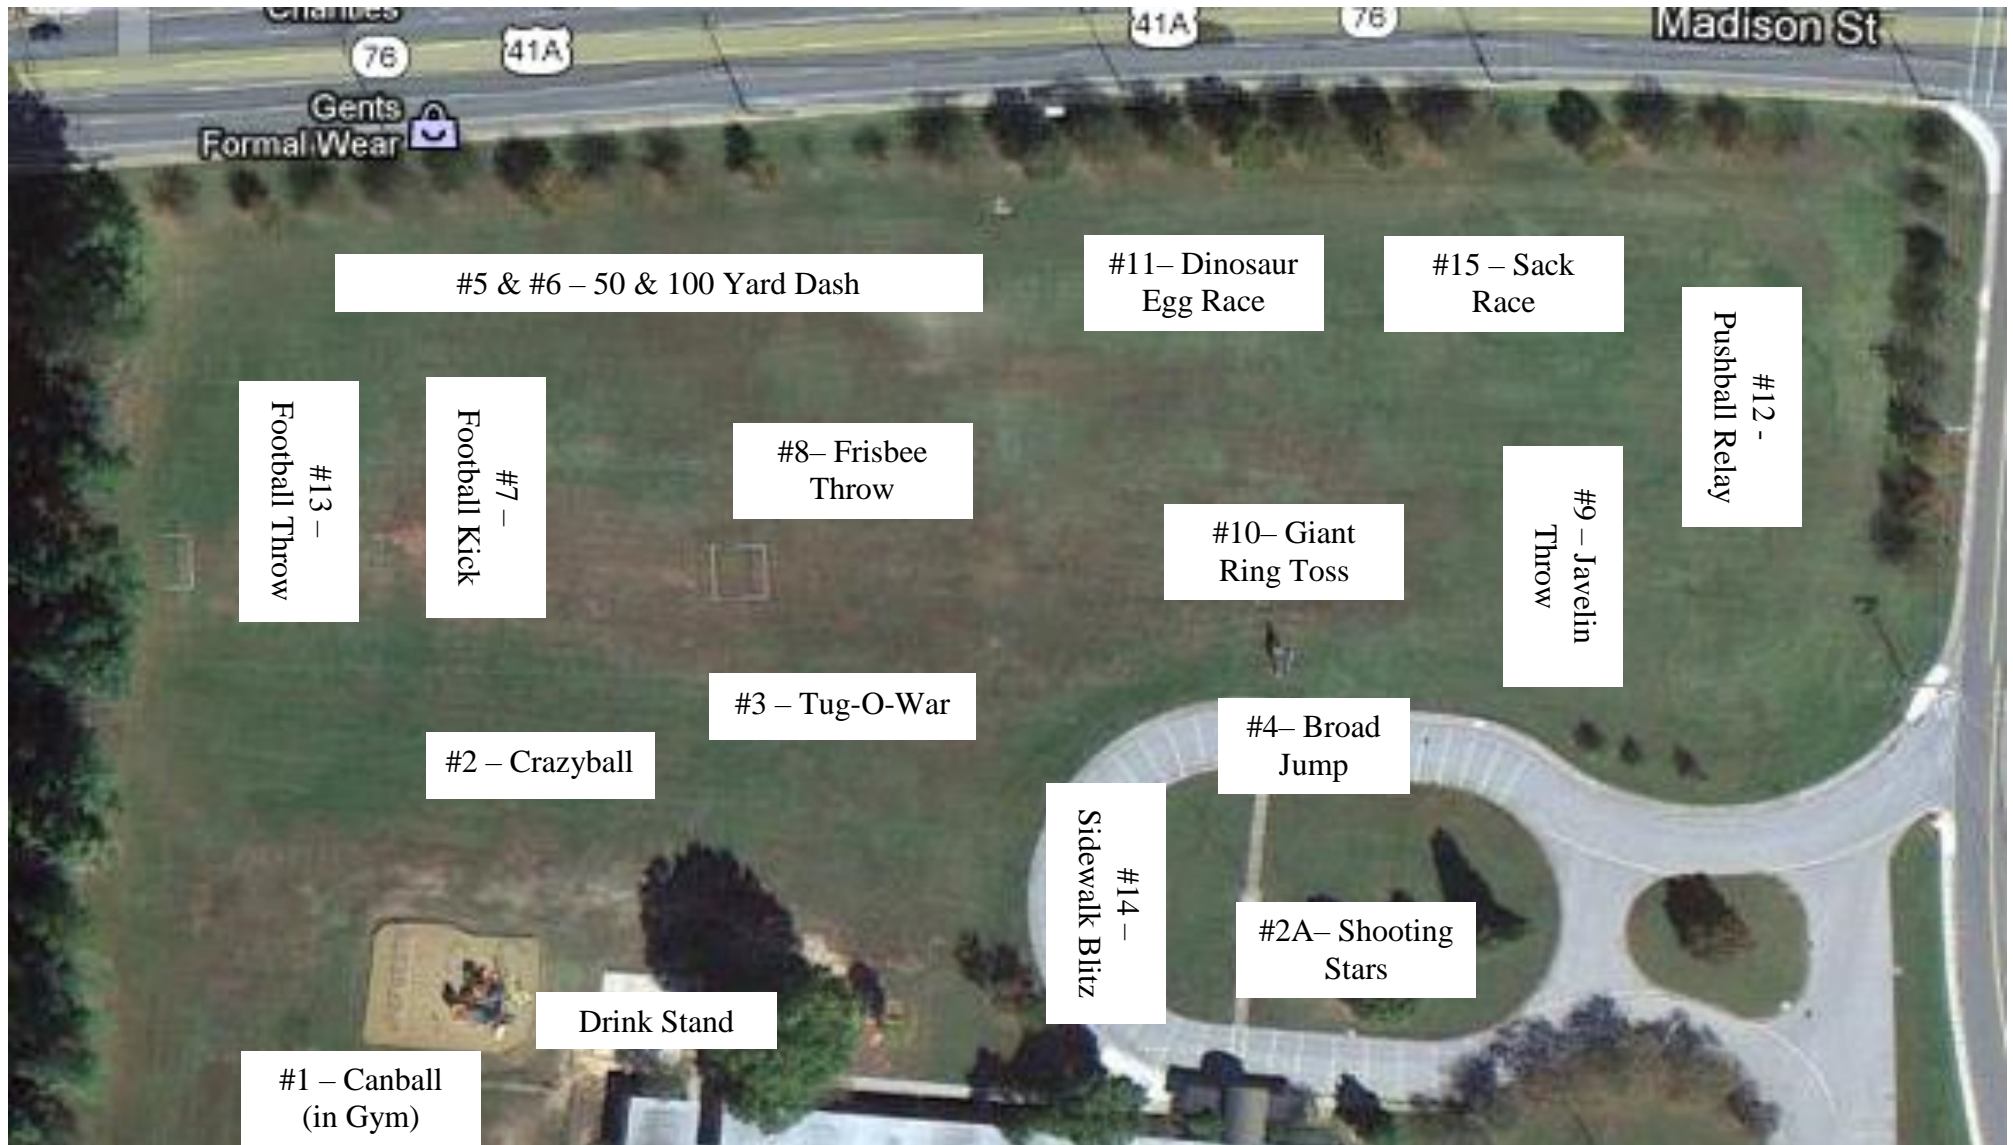 Chantles
76
41A
41A
76
Madison St
Gents
Formal Wear
#5 & #6 – 50 & 100 Yard Dash
#11– Dinosaur
Egg Race
#15 – Sack
Race
#12 -
Pushball Relay
#13 –
Football Throw
#7 –
Football Kick
#8– Frisbee
Throw
#9 – Javelin
Throw
#10– Giant
Ring Toss
#3 – Tug-O-War
#4– Broad
Jump
#2 – Crazyball
#14 –
Sidewalk Blitz
#2A– Shooting
Stars
Drink Stand
#1 – Canball
(in Gym)